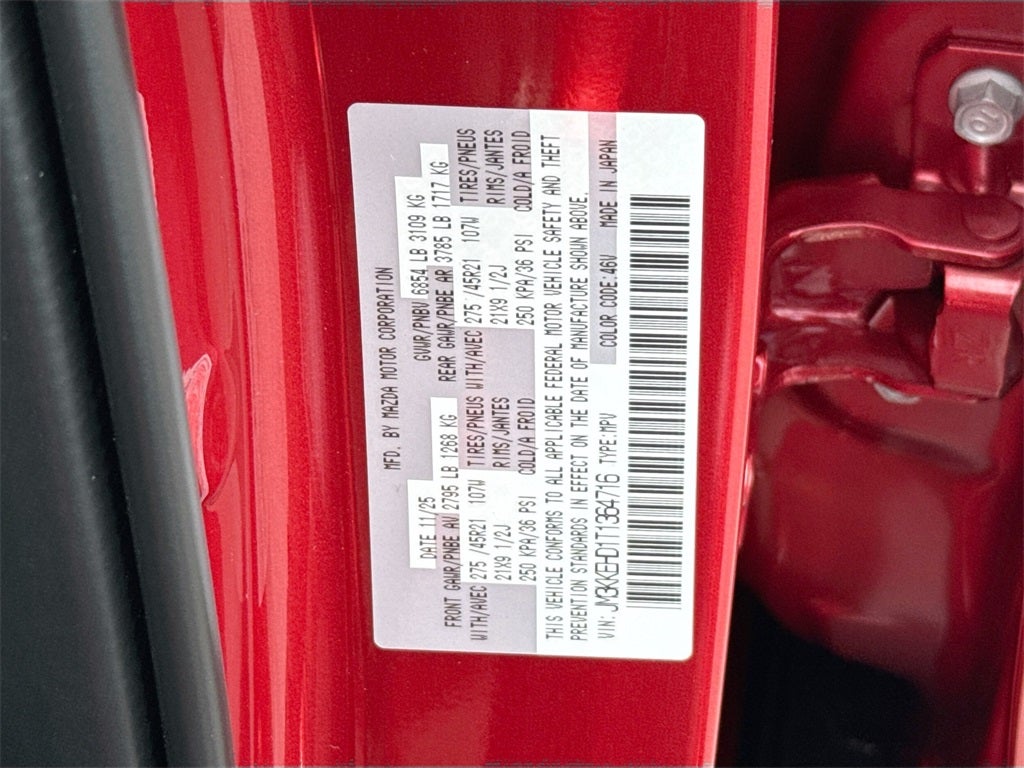 MFD. BY MAZDA MOTOR CORPORATION
DATE 11/25 GVWR/PNBV 6854 LB 3109 KG
FRONT GAWR/PNBE AV 2795 LB 1268 KG REAR GAWR/PNBE AR 3785 LB 1717 KG
WITH/AVEC 275 /45R21 107W TIRES/PNEUS WITH/AVEC 275 /45R21 107W TIRES/PNEUS
21X9 1/2J RIMS/JANTES 21X9 1/2J RIMS/JANTES
250 KPA/36 PSI COLD/A FROID 250 KPA/36 PSI COLD/A FROID
THIS VEHICLE CONFORMS TO ALL APPLICABLE FEDERAL MOTOR VEHICLE SAFETY AND THEFT
PREVENTION STANDARDS IN EFFECT ON THE DATE OF MANUFACTURE SHOWN ABOVE.
VIN: JM3KKEHD1T1364716 TYPE:MPV COLOR CODE:46V MADE IN JAPAN